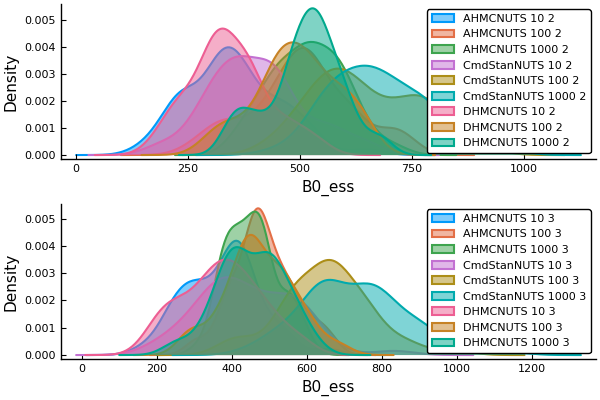 0.005
0.004
0.003
0.002
0.001
0.000
Density
0 250 500 750 1000
B0_ess
AHMCNUTS 10 2
AHMCNUTS 100 2
AHMCNUTS 1000 2
CmdStanNUTS 10 2
CmdStanNUTS 100 2
CmdStanNUTS 1000 2
DHMCNUTS 10 2
DHMCNUTS 100 2
DHMCNUTS 1000 2
0.005
0.004
0.003
0.002
0.001
0.000
Density
0 200 400 600 800 1000 1200
B0_ess
AHMCNUTS 10 3
AHMCNUTS 100 3
AHMCNUTS 1000 3
CmdStanNUTS 10 3
CmdStanNUTS 100 3
CmdStanNUTS 1000 3
DHMCNUTS 10 3
DHMCNUTS 100 3
DHMCNUTS 1000 3